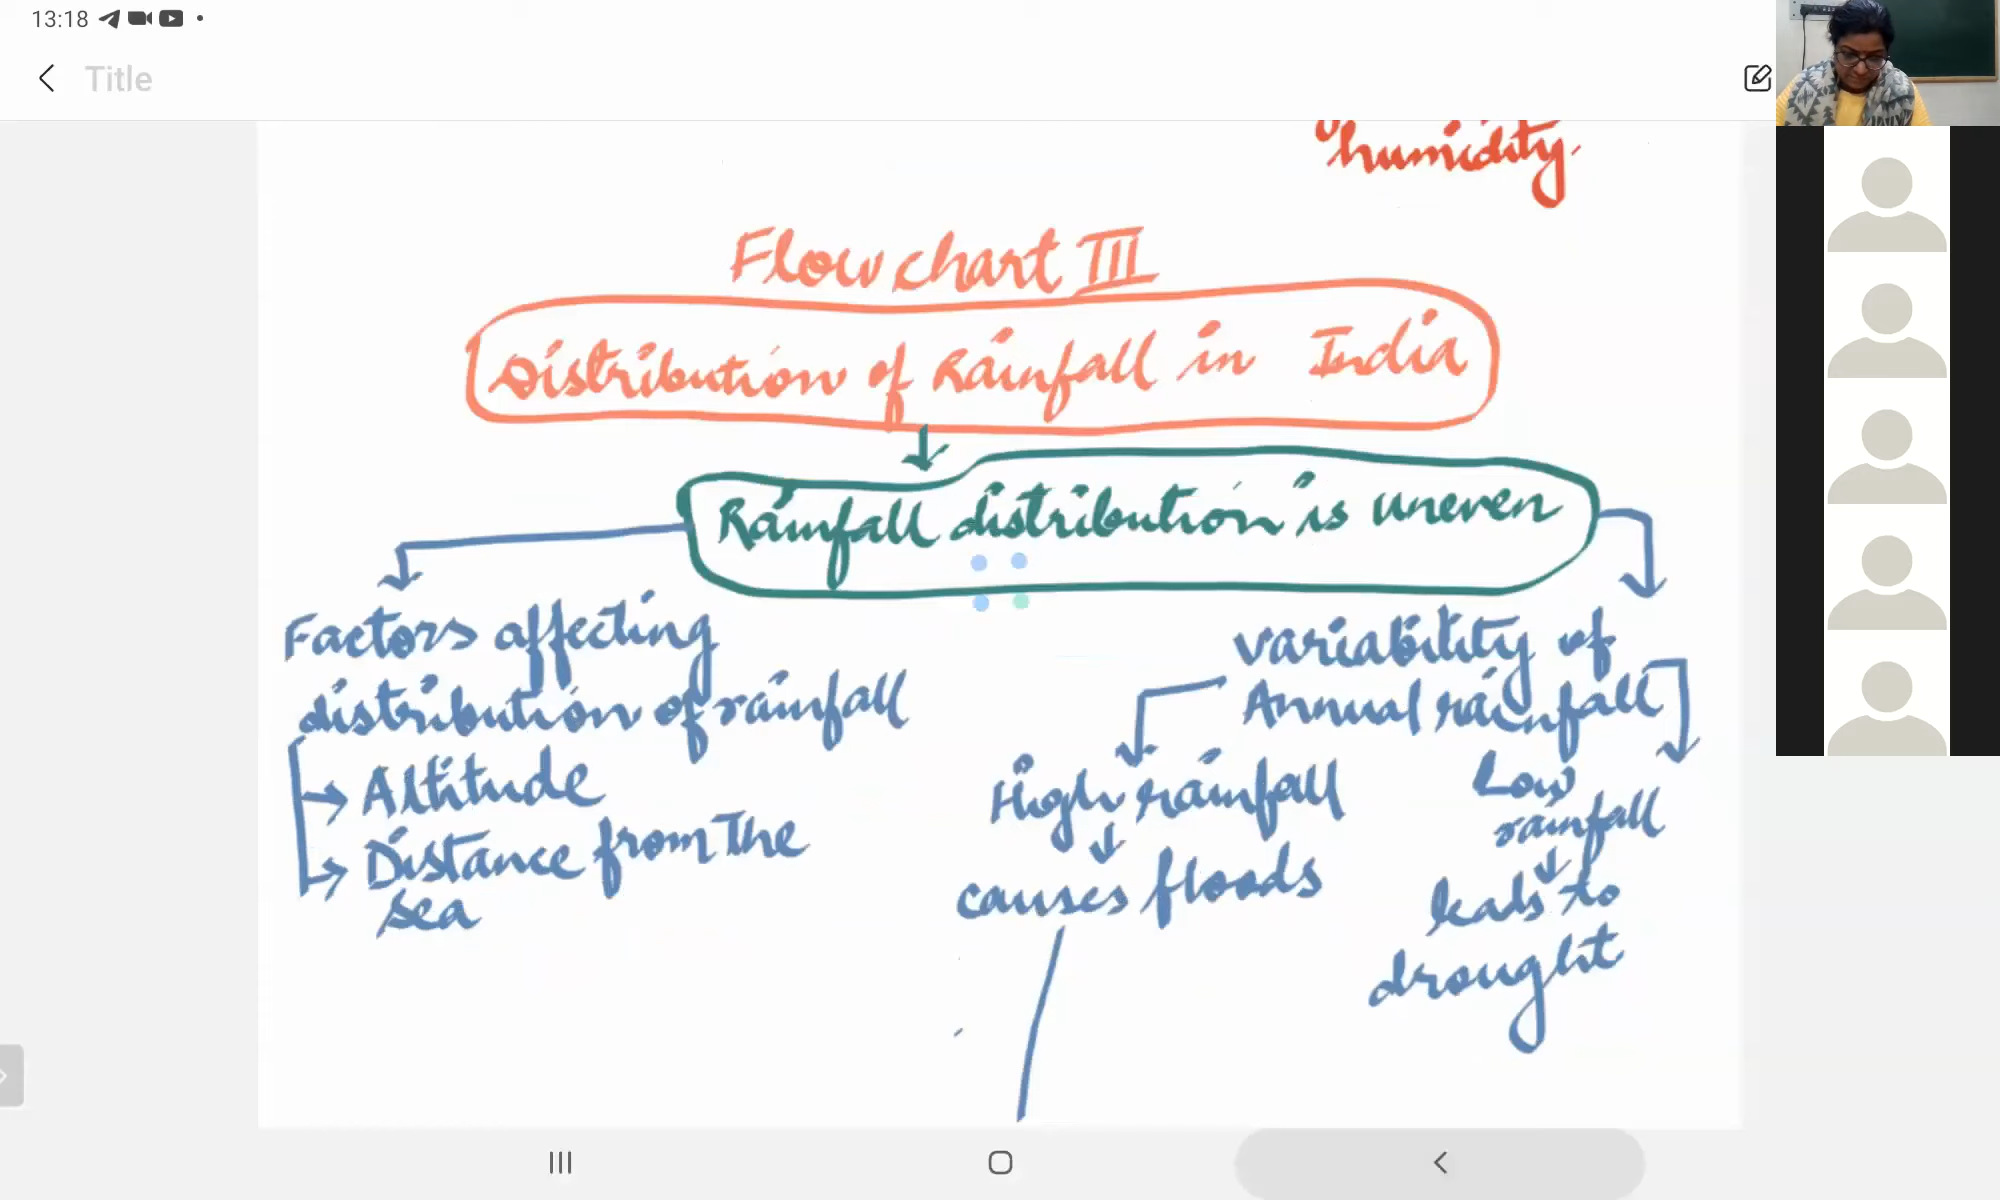 13:18
Title
humidity.
Flow chart III
Distribution of Rainfall in India
Rainfall distribution is uneven
Factors affecting
distribution of rainfall
Altitude
Distance from The
sea
variability of
Annual rainfall
High rainfall
causes floods
Low
rainfall
leads to
drought